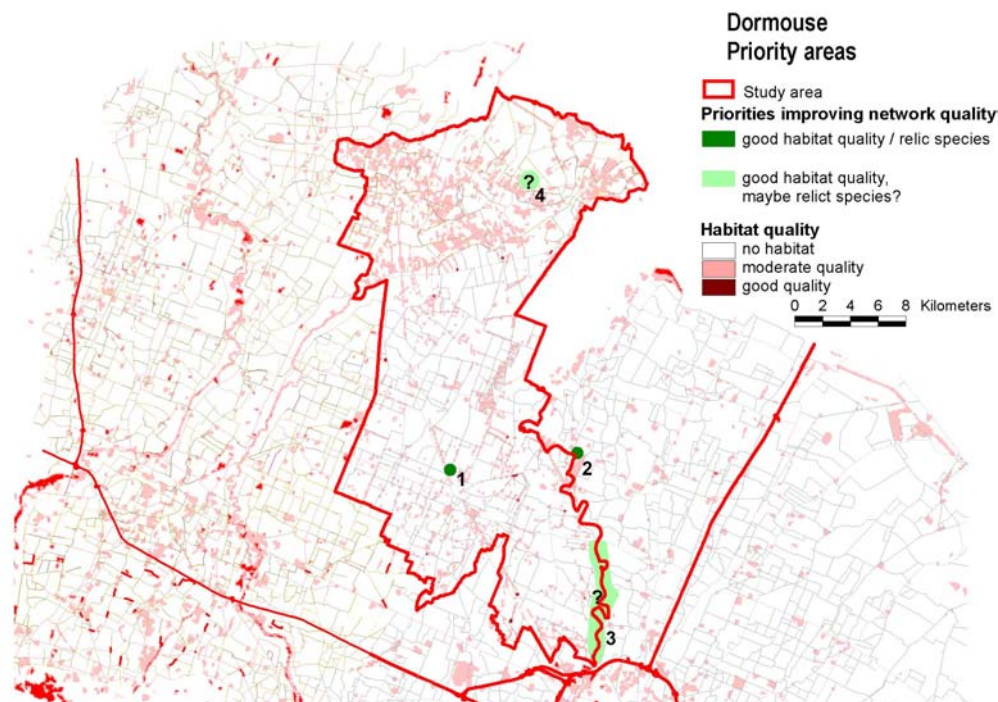 Dormouse
Priority areas
Study area
Priorities improving network quality
good habitat quality / relic species
good habitat quality,
maybe relict species?
Habitat quality
no habitat
moderate quality
good quality
0 2 4 6 8 Kilometers
? 4
1
2
?
3